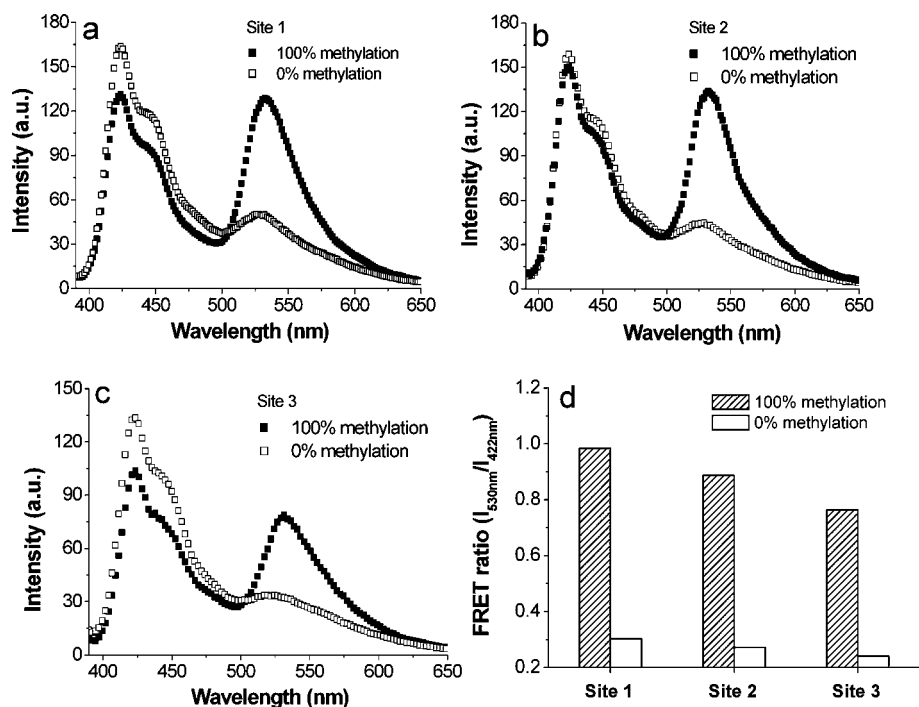 a
Site 1
100% methylation
0% methylation
Intensity (a.u.)
180
150
120
90
60
30
0
400 450 500 550 600 650
Wavelength (nm)
b
Site 2
100% methylation
0% methylation
Intensity (a.u.)
180
150
120
90
60
30
0
400 450 500 550 600 650
Wavelength (nm)
c
Site 3
100% methylation
0% methylation
Intensity (a.u.)
150
120
90
60
30
0
400 450 500 550 600 650
Wavelength (nm)
d
100% methylation
0% methylation
FRET ratio (I530nm/I422nm)
1.2
1.0
0.8
0.6
0.4
0.2
Site 1 Site 2 Site 3